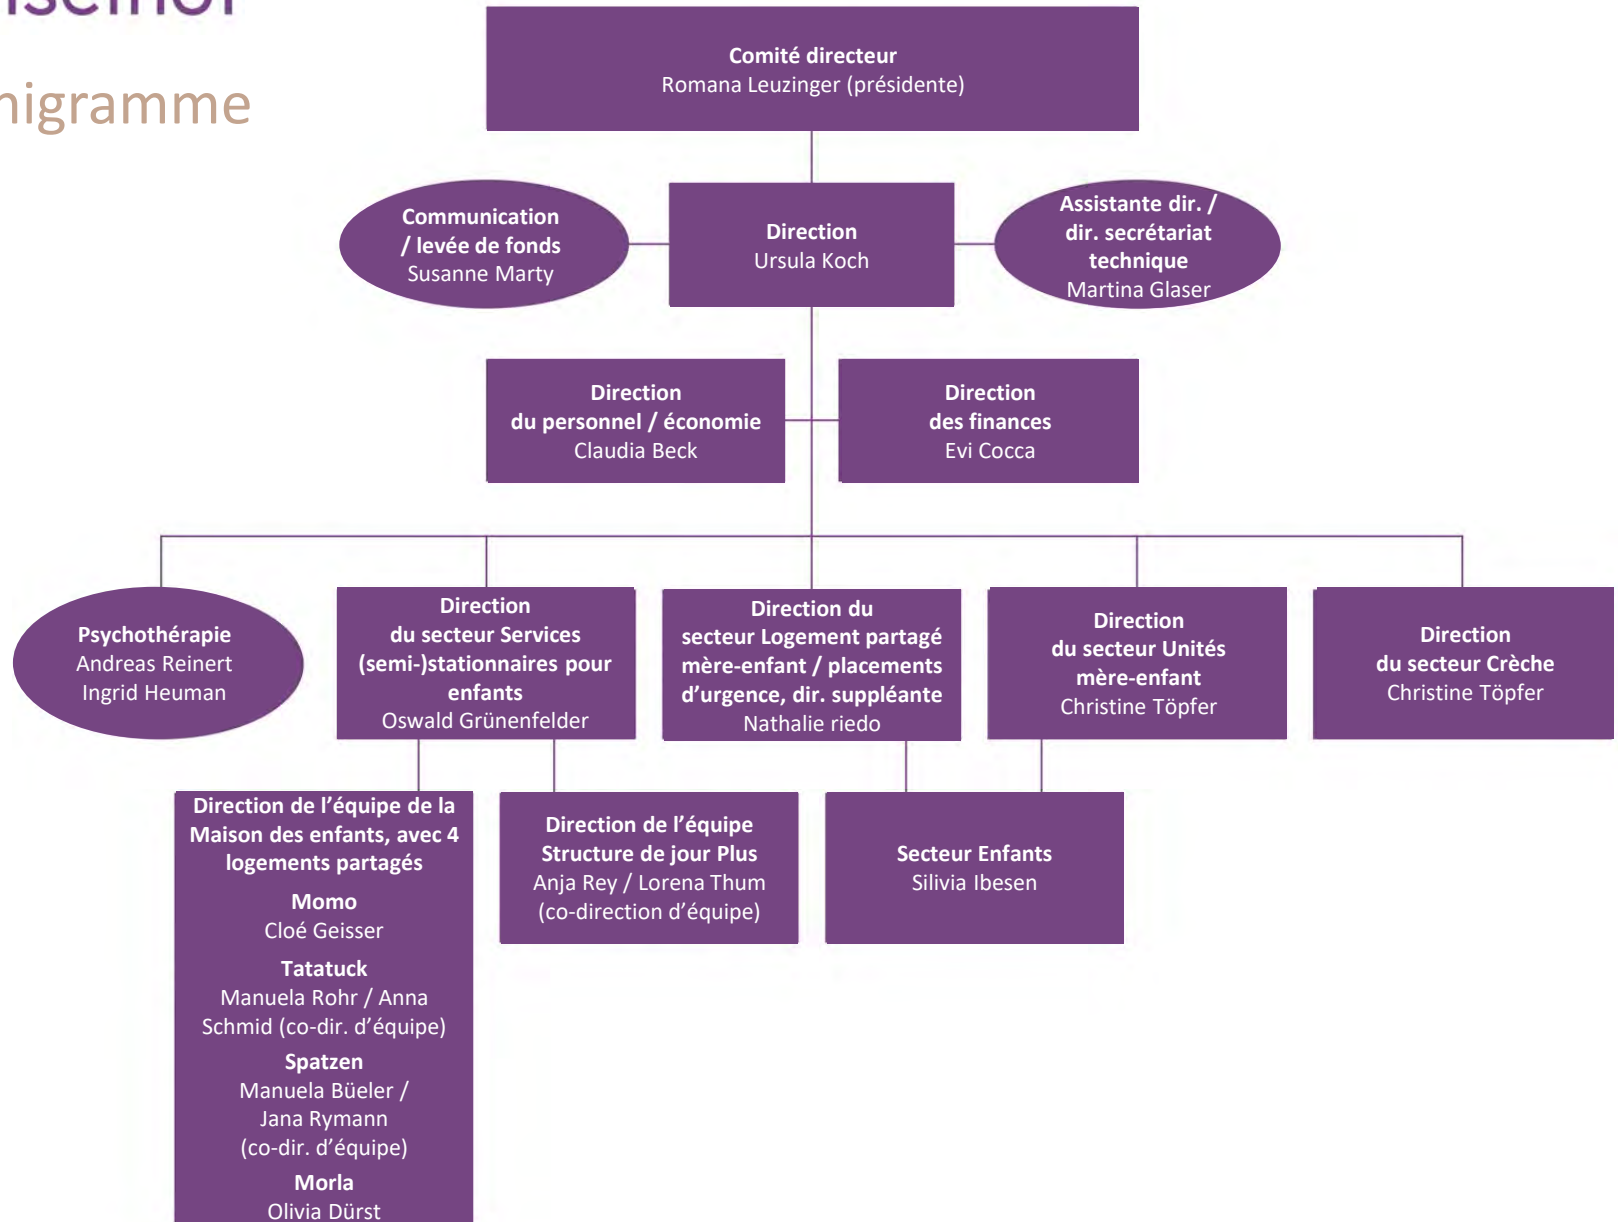 nigramme
Comité directeur
Romana Leuzinger (présidente)
Communication
/ levée de fonds
Susanne Marty
Direction
Ursula Koch
Assistante dir. /
dir. secrétariat
technique
Martina Glaser
Direction
du personnel / économie
Claudia Beck
Direction
des finances
Evi Cocca
Psychothérapie
Andreas Reinert
Ingrid Heuman
Direction
du secteur Services
(semi-)stationnaires pour
enfants
Oswald Grünenfelder
Direction du
secteur Logement partagé
mère-enfant / placements
d’urgence, dir. suppléante
Nathalie riedo
Direction
du secteur Unités
mère-enfant
Christine Töpfer
Direction
du secteur Crèche
Christine Töpfer
Direction de l’équipe de la
Maison des enfants, avec 4
logements partagés
Momo
Cloé Geisser
Tatatuck
Manuela Rohr / Anna
Schmid (co-dir. d’équipe)
Spatzen
Manuela Büeler /
Jana Rymann
(co-dir. d’équipe)
Morla
Olivia Dürst
Direction de l’équipe
Structure de jour Plus
Anja Rey / Lorena Thum
(co-direction d’équipe)
Secteur Enfants
Silivia Ibesen